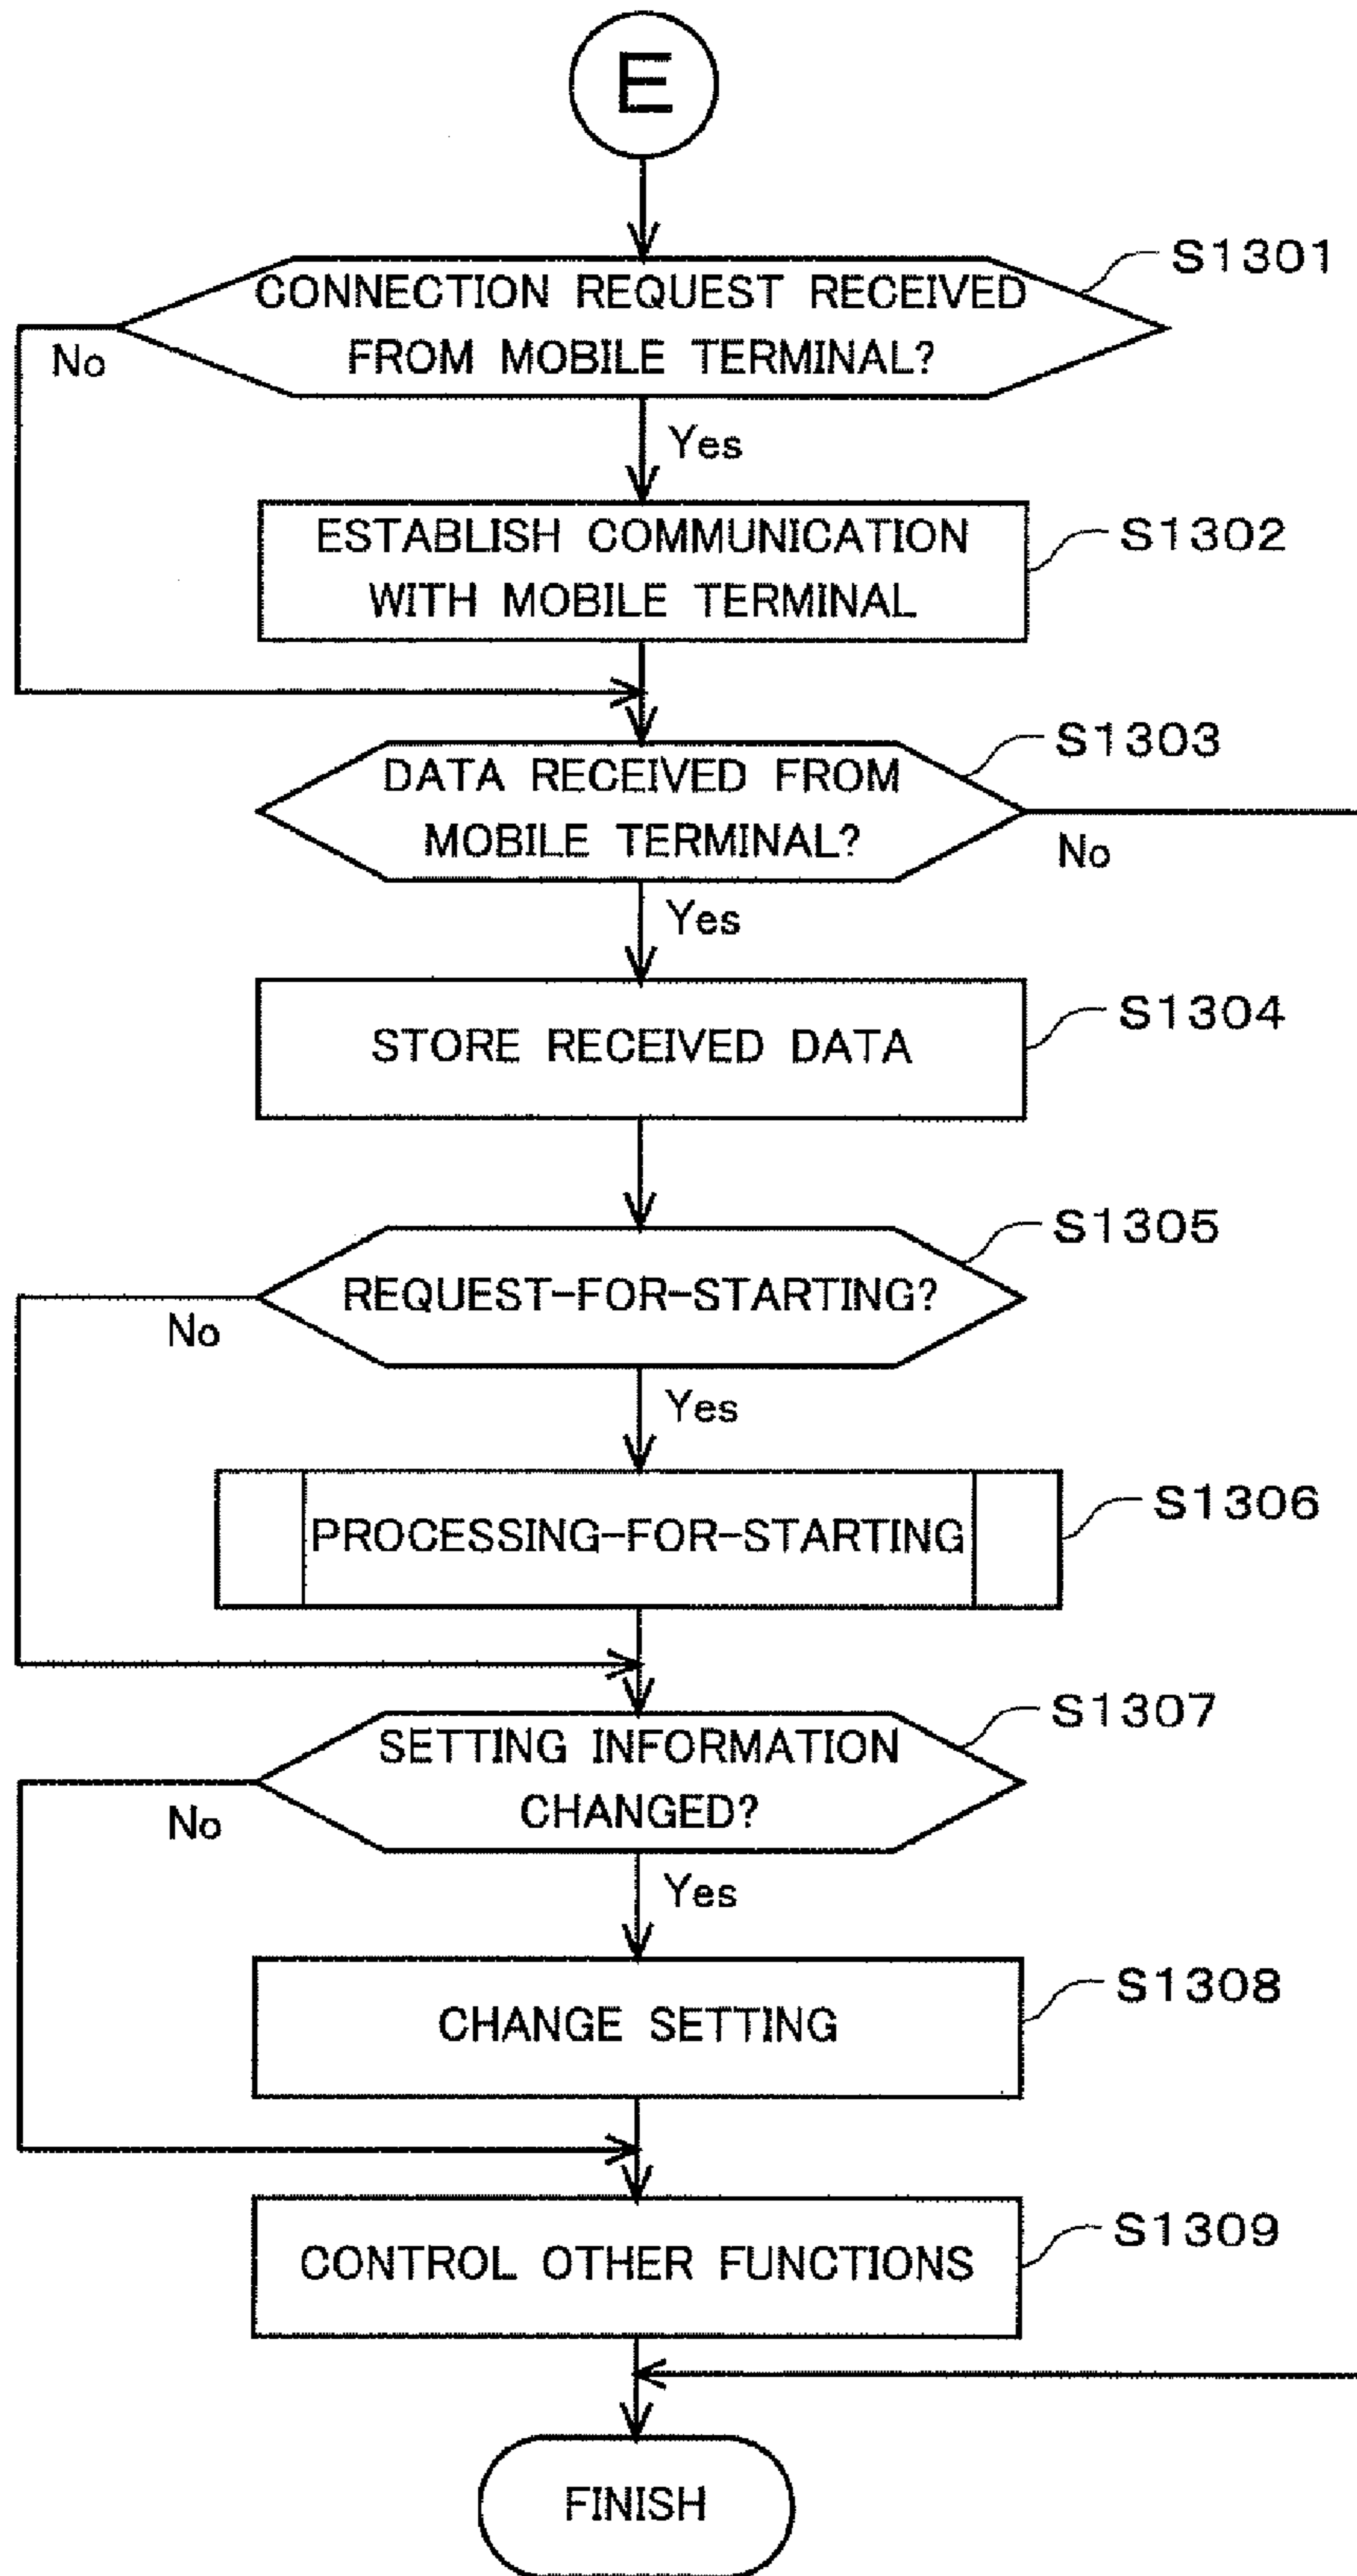 E
CONNECTION REQUEST RECEIVED
FROM MOBILE TERMINAL?
S1301
No
Yes
ESTABLISH COMMUNICATION
WITH MOBILE TERMINAL
S1302
DATA RECEIVED FROM
MOBILE TERMINAL?
S1303
No
Yes
STORE RECEIVED DATA
S1304
REQUEST-FOR-STARTING?
S1305
No
Yes
PROCESSING-FOR-STARTING
S1306
SETTING INFORMATION
CHANGED?
S1307
No
Yes
CHANGE SETTING
S1308
CONTROL OTHER FUNCTIONS
S1309
FINISH